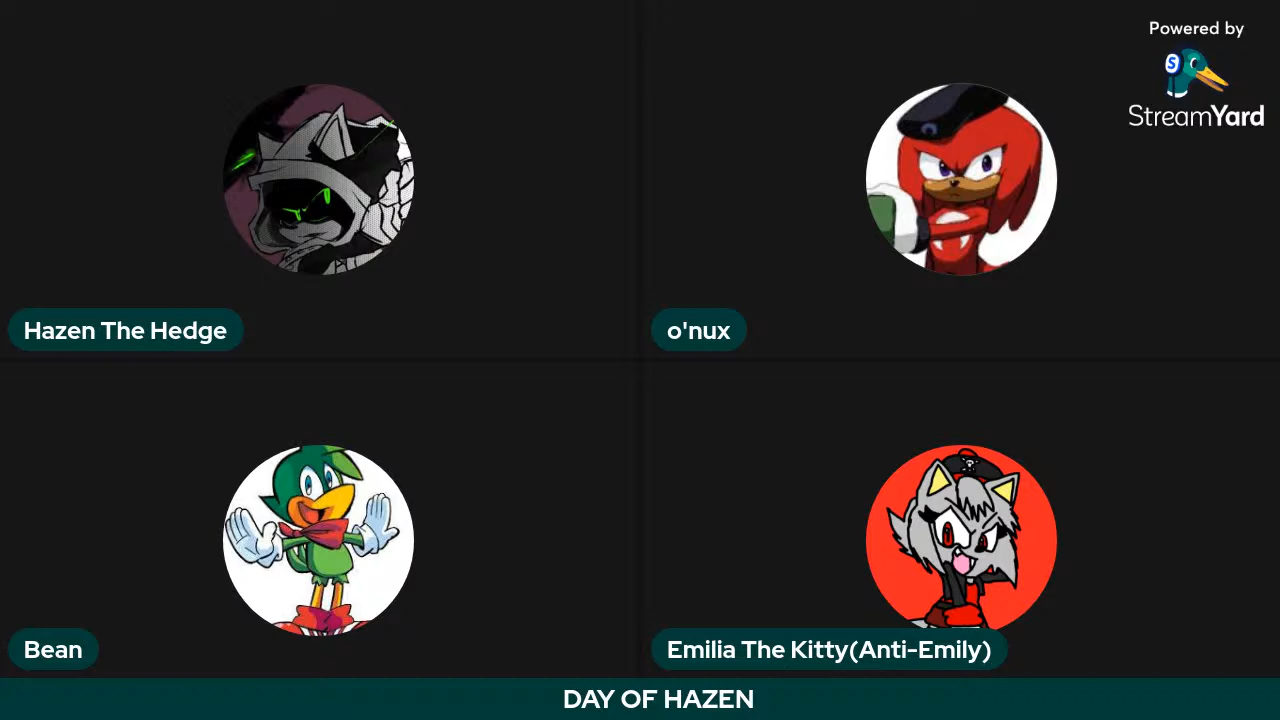 Powered by
S
StreamYard
Hazen The Hedge
o'nux
Bean
Emilia The Kitty(Anti-Emily)
DAY OF HAZEN